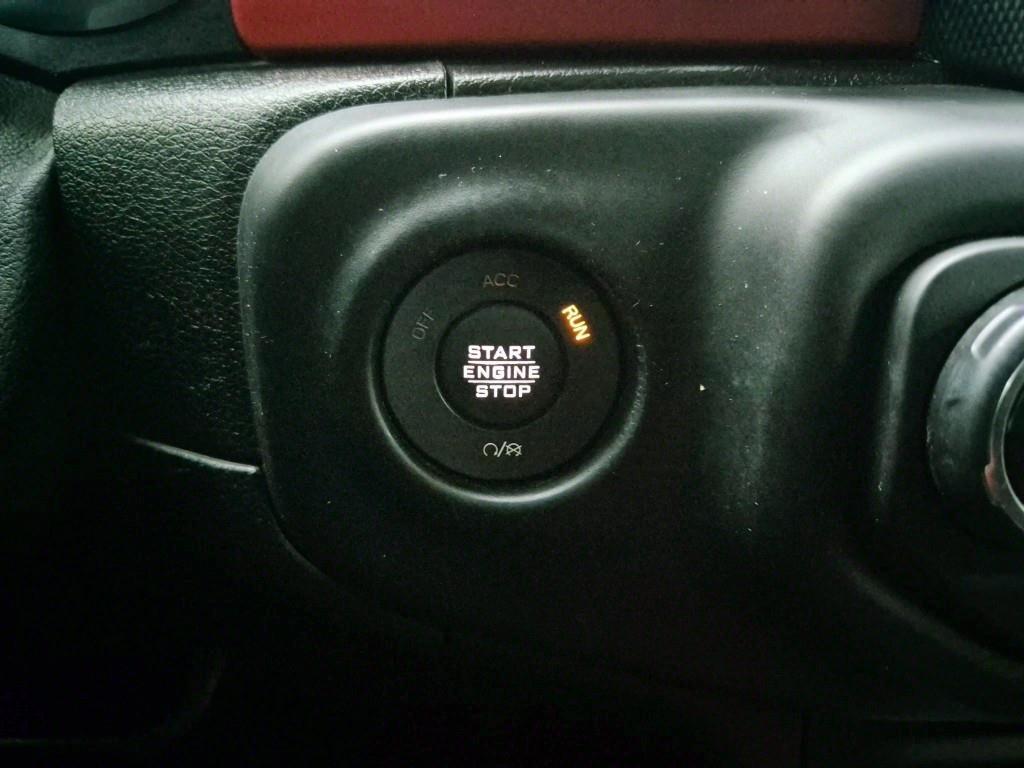 ACC
OFF
RUN
START
ENGINE
STOP